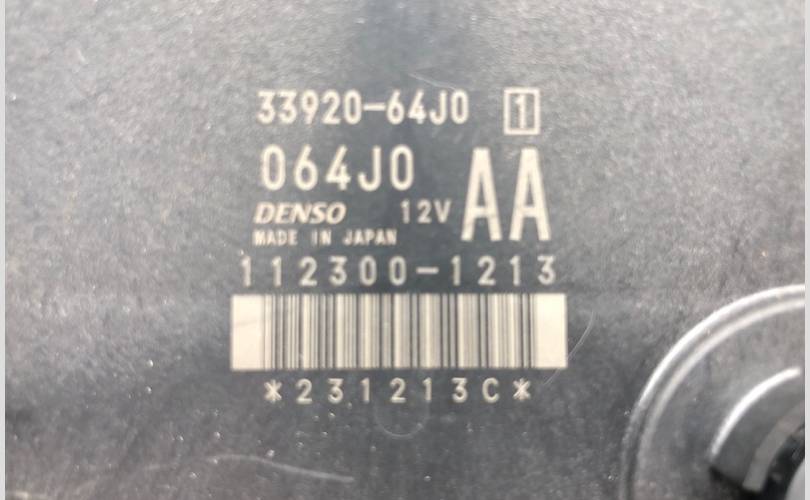 33920-64J0 1
064J0 AA
DENSO 12V
MADE IN JAPAN
112300-1213
*231213C*